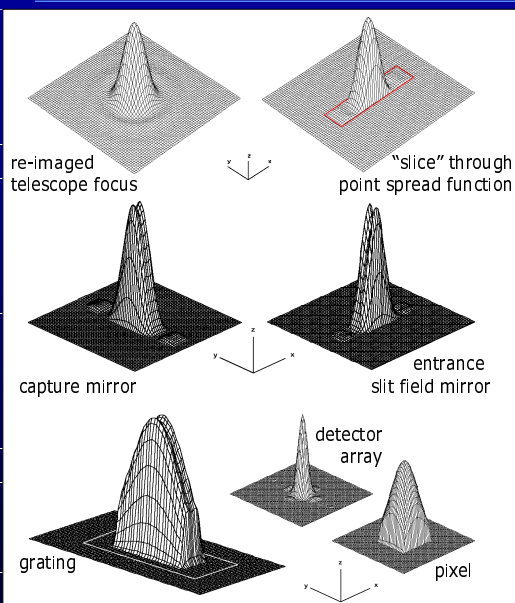 re-imaged
telescope focus
“slice” through
point spread function
y z x
capture mirror
entrance
slit field mirror
y z x
grating
detector
array
pixel
y z x